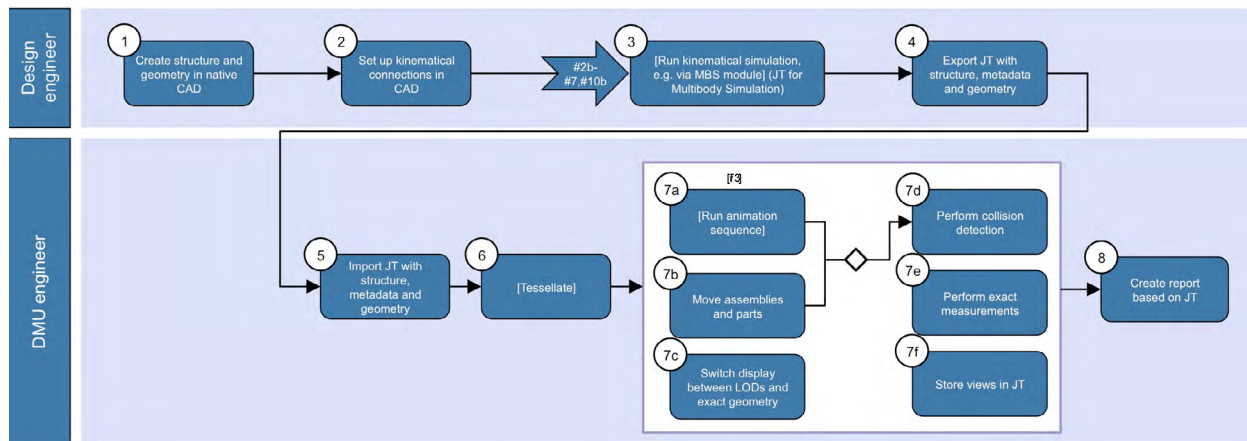 Design
engineer
1
Create structure and
geometry in native
CAD
2
Set up kinematical
connections in
CAD
#2b-
#7,#10b
3
[Run kinematical simulation,
e.g. via MBS module] (JT for
Multibody Simulation)
4
Export JT with
structure, metadata
and geometry
DMU engineer
5
Import JT with
structure,
metadata and
geometry
6
[Tessellate]
[f3]
7a
[Run animation
sequence]
7b
Move assemblies
and parts
7c
Switch display
between LODs and
exact geometry
7d
Perform collision
detection
7e
Perform exact
measurements
7f
Store views in JT
8
Create report
based on JT